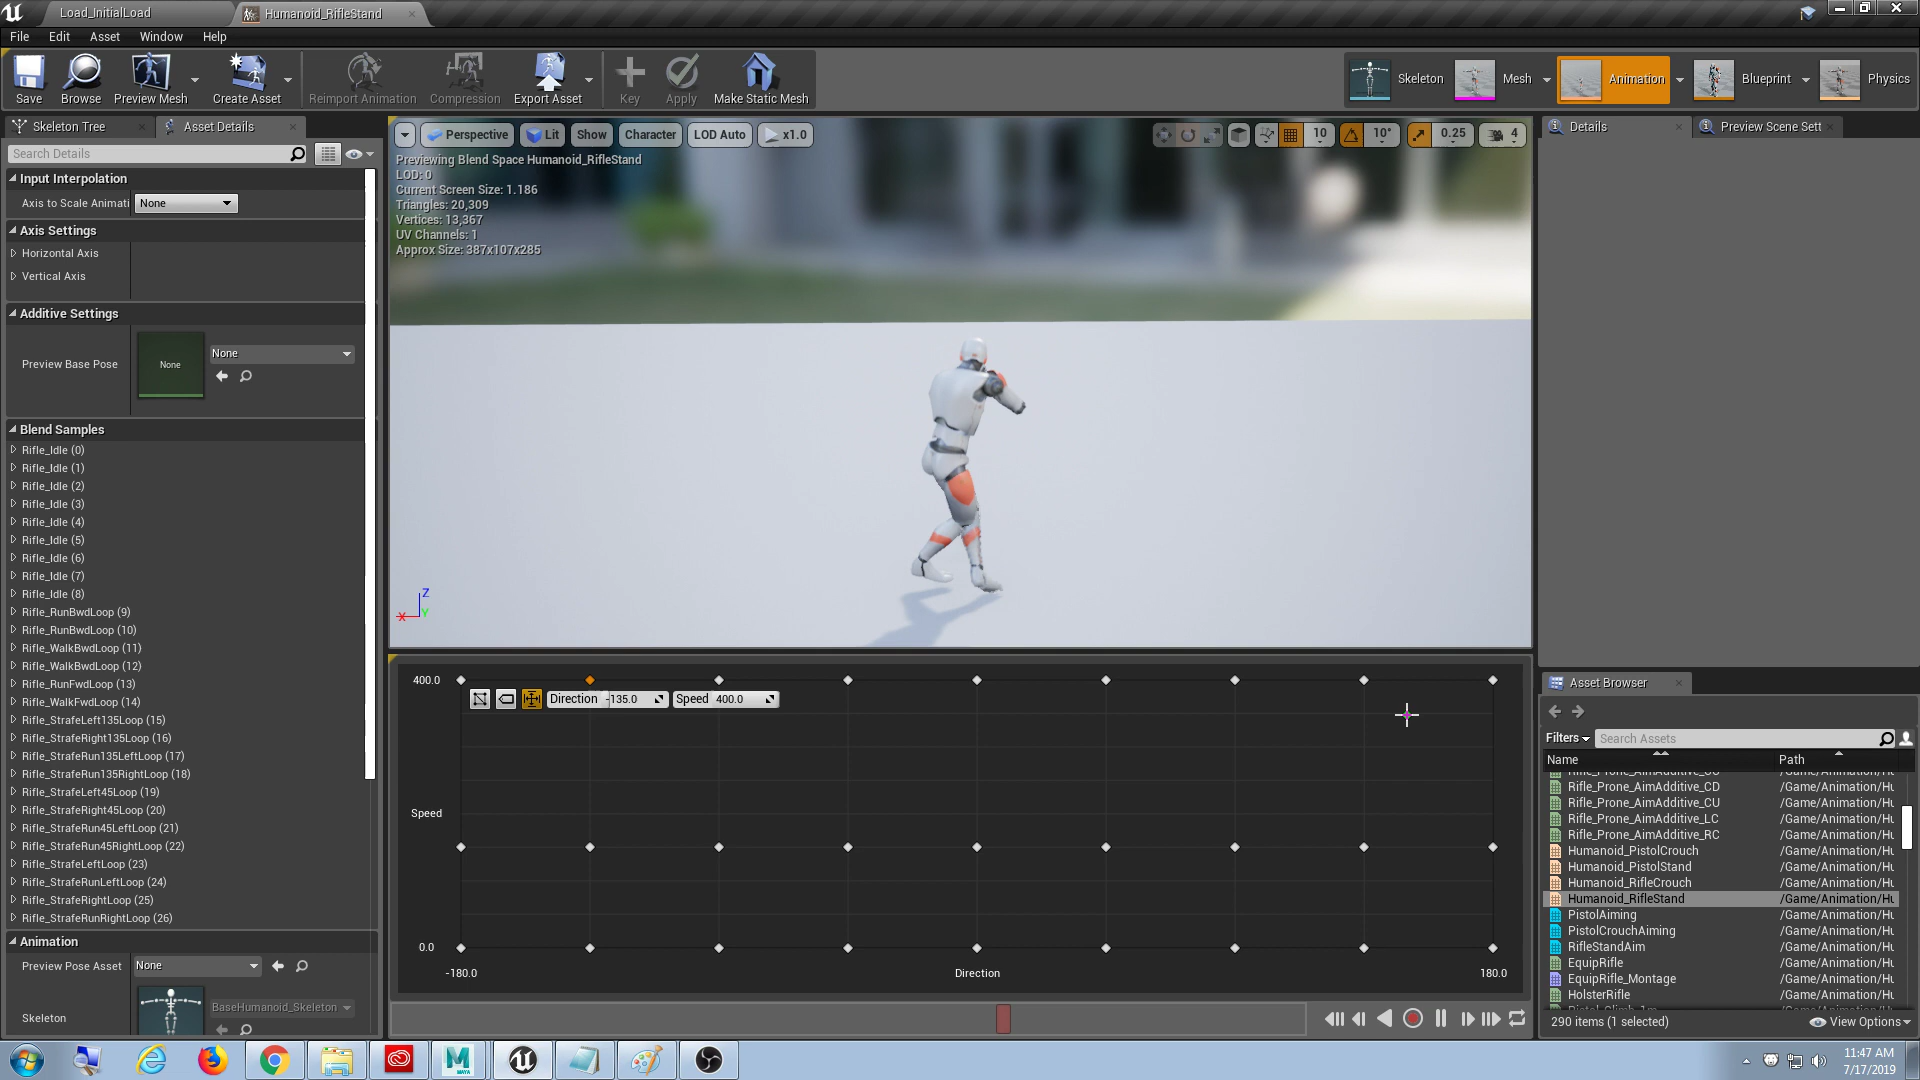 Load_InitialLoad
Humanoid_RifleStand
File Edit Asset Window Help
Save
Browse
Preview Mesh
Create Asset
Reimport Animation
Compression
Export Asset
Key
Apply
Make Static Mesh
Skeleton
Mesh
Animation
Blueprint
Physics
Skeleton Tree
Asset Details
Search Details
Input Interpolation
Axis to Scale Animati None
Axis Settings
Horizontal Axis
Vertical Axis
Additive Settings
Preview Base Pose None None
Blend Samples
Rifle_Idle (0)
Rifle_Idle (1)
Rifle_Idle (2)
Rifle_Idle (3)
Rifle_Idle (4)
Rifle_Idle (5)
Rifle_Idle (6)
Rifle_Idle (7)
Rifle_Idle (8)
Rifle_RunBwdLoop (9)
Rifle_RunBwdLoop (10)
Rifle_WalkBwdLoop (11)
Rifle_WalkBwdLoop (12)
Rifle_RunFwdLoop (13)
Rifle_WalkFwdLoop (14)
Rifle_StrafeLeft135Loop (15)
Rifle_StrafeRight135Loop (16)
Rifle_StrafeRun135LeftLoop (17)
Rifle_StrafeRun135RightLoop (18)
Rifle_StrafeLeft45Loop (19)
Rifle_StrafeRight45Loop (20)
Rifle_StrafeRun45LeftLoop (21)
Rifle_StrafeRun45RightLoop (22)
Rifle_StrafeLeftLoop (23)
Rifle_StrafeRunLeftLoop (24)
Rifle_StrafeRightLoop (25)
Rifle_StrafeRunRightLoop (26)
Animation
Preview Pose Asset None
Skeleton BaseHumanoid_Skeleton
Perspective Lit Show Character LOD Auto x1.0
10 10° 0.25 4
Previewing Blend Space Humanoid_RifleStand
LOD: 0
Current Screen Size: 1.186
Triangles: 20,309
Vertices: 13,367
UV Channels: 1
Approx Size: 387x107x285
Z
X Y
400.0
Direction -135.0 Speed 400.0
Speed
0.0
-180.0 Direction 180.0
Details
Preview Scene Sett
Asset Browser
Filters Search Assets
Name Path
Rifle_Prone_AimAdditive_CD /Game/Animation/Hu
Rifle_Prone_AimAdditive_CU /Game/Animation/Hu
Rifle_Prone_AimAdditive_LC /Game/Animation/Hu
Rifle_Prone_AimAdditive_RC /Game/Animation/Hu
Humanoid_PistolCrouch /Game/Animation/Hu
Humanoid_PistolStand /Game/Animation/Hu
Humanoid_RifleCrouch /Game/Animation/Hu
Humanoid_RifleStand /Game/Animation/Hu
PistolAiming /Game/Animation/Hu
PistolCrouchAiming /Game/Animation/Hu
RifleStandAim /Game/Animation/Hu
EquipRifle /Game/Animation/Hu
EquipRifle_Montage /Game/Animation/Hu
HolsterRifle /Game/Animation/Hu
290 items (1 selected)
View Options
MAYA
11:47 AM
7/17/2019